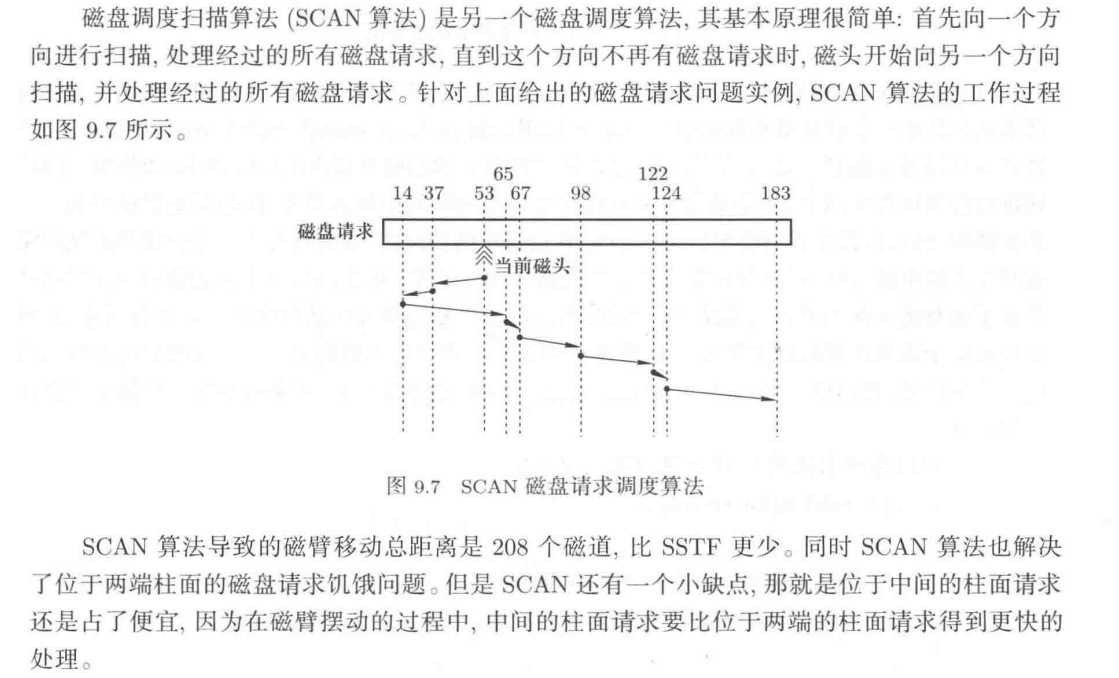 磁盘调度扫描算法 (SCAN 算法) 是另一个磁盘调度算法, 其基本原理很简单: 首先向一个方
向进行扫描, 处理经过的所有磁盘请求, 直到这个方向不再有磁盘请求时, 磁头开始向另一个方向
扫描, 并处理经过的所有磁盘请求。针对上面给出的磁盘请求问题实例, SCAN 算法的工作过程
如图 9.7 所示。
65 122
14 37 53 67 98 124 183
磁盘请求
当前磁头
图 9.7 SCAN 磁盘请求调度算法
SCAN 算法导致的磁臂移动总距离是 208 个磁道, 比 SSTF 更少。同时 SCAN 算法也解决
了位于两端柱面的磁盘请求饥饿问题。但是 SCAN 还有一个小缺点, 那就是位于中间的柱面请求
还是占了便宜, 因为在磁臂摆动的过程中, 中间的柱面请求要比位于两端的柱面请求得到更快的
处理。